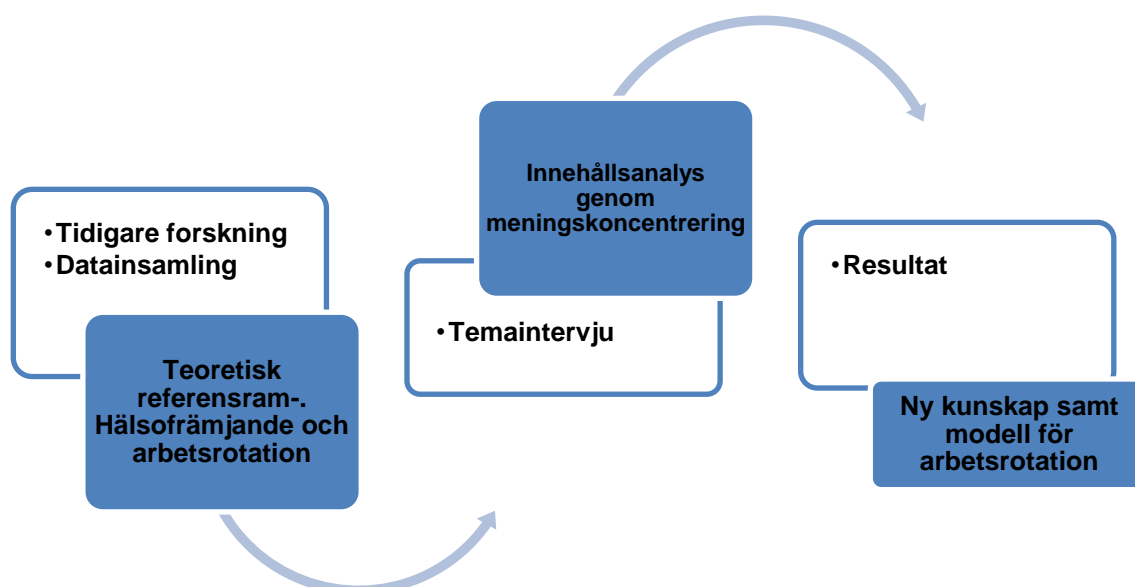 •Tidigare forskning
•Datainsamling
Teoretisk
referensram-.
Hälsofrämjande och
arbetsrotation
Innehållsanalys
genom
meningskoncentrering
•Temaintervju
•Resultat
Ny kunskap samt
modell för
arbetsrotation